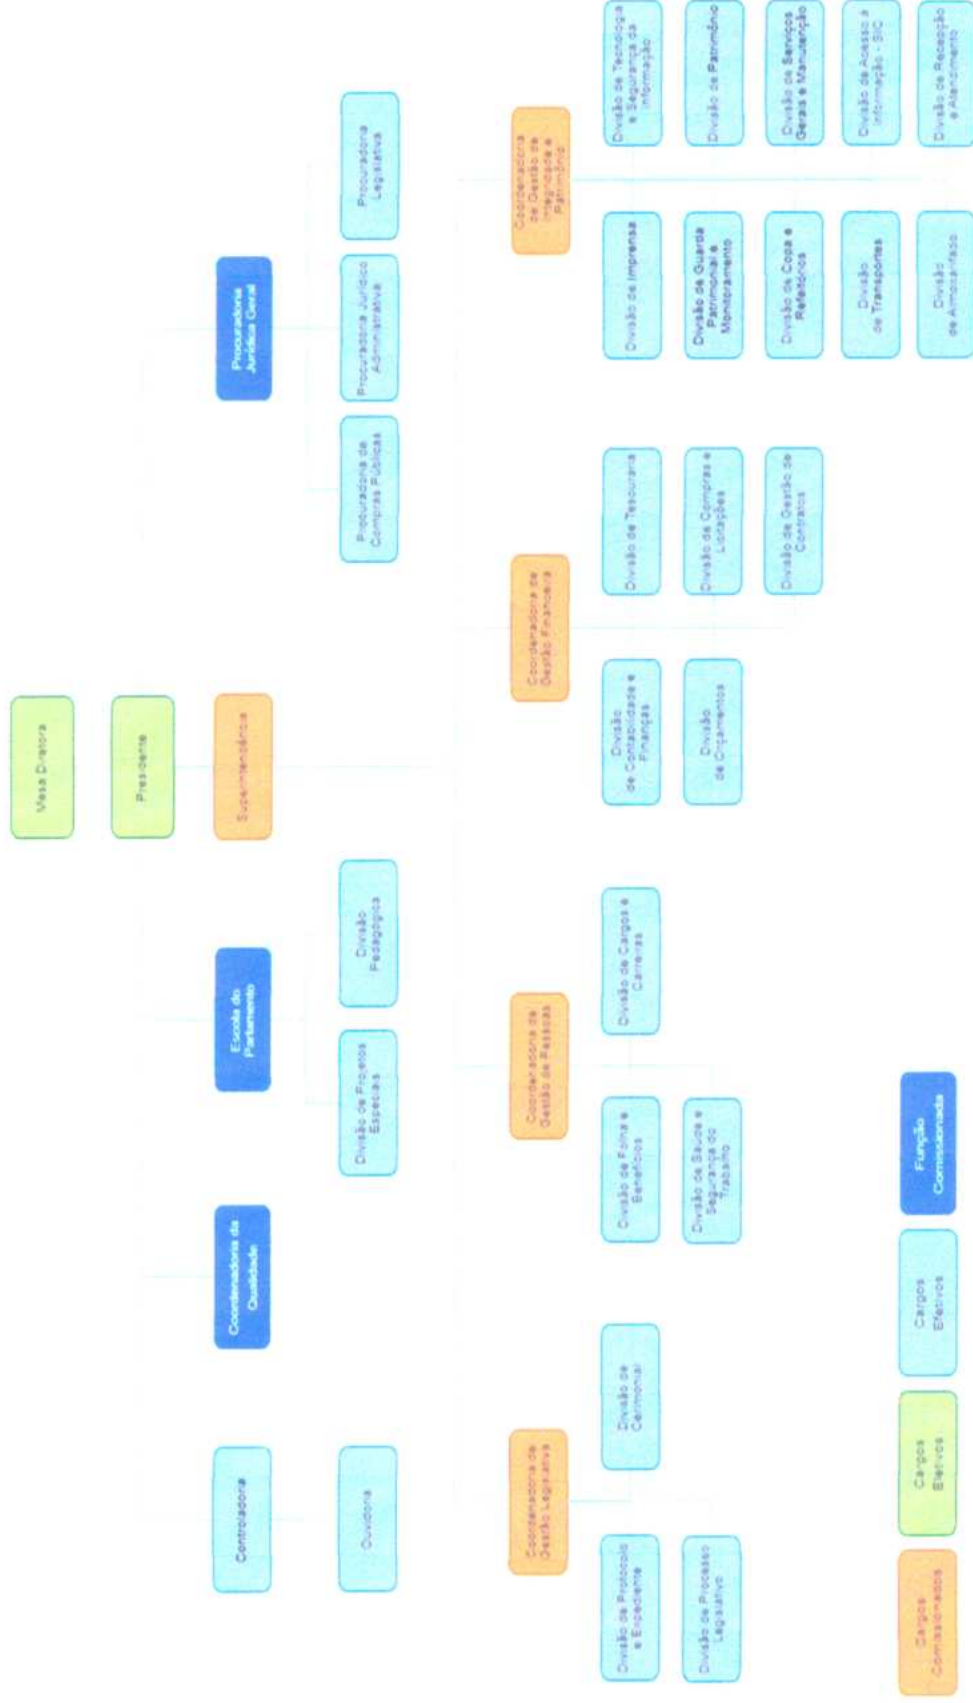 Mesa Diretora
Presidente
Superintendência
Controladoria
Ouvidoria
Coordenadoria da
Qualidade
Escola do
Parlamento
Divisão de Projetos
Especiais
Divisão
Pedagógica
Procuradoria
Jurídica Geral
Procuradoria de
Compras Públicas
Procuradoria Jurídico
Administrativa
Procuradoria
Legislativa
Coordenadoria de
Gestão Legislativa
Divisão de Protocolo
e Expediente
Divisão de
Cerimonial
Divisão de Processo
Legislativo
Coordenadoria de
Gestão de Pessoas
Divisão de Folha e
Benefícios
Divisão de Cargos e
Carreiras
Divisão de Saúde e
Segurança do
Trabalho
Coordenadoria de
Gestão Financeira
Divisão
de Contabilidade e
Finanças
Divisão de Tesouraria
Divisão
de Orçamentos
Divisão de Compras e
Licitações
Divisão de Gestão de
Contratos
Coordenadoria
de Gestão de
Integridade e
Patrimônio
Divisão de Imprensa
Divisão de Tecnologia
e Segurança da
Informação
Divisão de Guarda
Patrimonial e
Monitoramento
Divisão de Patrimônio
Divisão de Copa e
Refeitórios
Divisão de Serviços
Gerais e Manutenção
Divisão
de Transportes
Divisão de Acesso à
Informação - SIC
Divisão
de Almoxarifado
Divisão de Recepção
e Atendimento
Cargos
Comissionados
Cargos
Eletivos
Cargos
Efetivos
Função
Comissionada